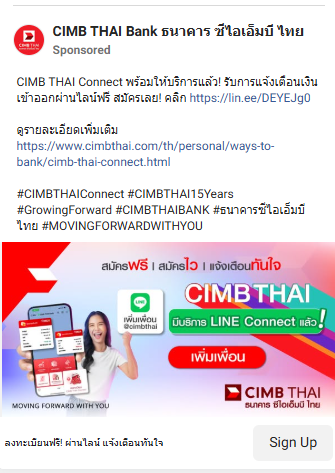 CIMB THAI Bank ธนาคาร ซีไอเอ็มบี ไทย
Sponsored
CIMB THAI Connect พร้อมให้บริการแล้ว! รับการแจ้งเตือนเงิน
เข้าออกผ่านไลน์ฟรี สมัครเลย! คลิก https://lin.ee/DEYEJg0
ดูรายละเอียดเพิ่มเติม
https://www.cimbthai.com/th/personal/ways-to-
bank/cimb-thai-connect.html
#CIMBTHAIConnect #CIMBTHAI15Years
#GrowingForward #CIMBTHAIBANK #ธนาคารซีไอเอ็มบี
ไทย #MOVINGFORWARDWITHYOU
สมัครฟรี | สมัครไว | แจ้งเตือนทันใจ
LINE
เพิ่มเพื่อน
@cimbthai
CIMB THAI
มีบริการ LINE Connect แล้ว!
เพิ่มเพื่อน
MOVING FORWARD WITH YOU
CIMB THAI
ธนาคาร ซีไอเอ็มบี ไทย
ลงทะเบียนฟรี! ผ่านไลน์ แจ้งเตือนทันใจ
Sign Up